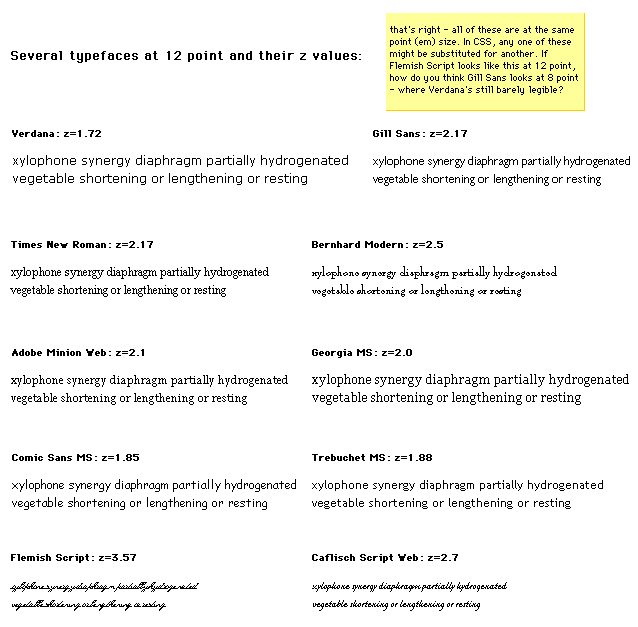 Several typefaces at 12 point and their z values:
that's right - all of these are at the same
point (em) size. In CSS, any one of these
might be substituted for another. If
Flemish Script looks like this at 12 point,
how do you think Gill Sans looks at 8 point
- where Verdana's still barely legible?
Verdana: z=1.72
xylophone synergy diaphragm partially hydrogenated
vegetable shortening or lengthening or resting
Gill Sans: z=2.17
xylophone synergy diaphragm partially hydrogenated
vegetable shortening or lengthening or resting
Times New Roman: z=2.17
xylophone synergy diaphragm partially hydrogenated
vegetable shortening or lengthening or resting
Bernhard Modern: z=2.5
xylophone synergy diaphragm partially hydrogenated
vegetable shortening or lengthening or resting
Adobe Minion Web: z=2.1
xylophone synergy diaphragm partially hydrogenated
vegetable shortening or lengthening or resting
Georgia MS: z=2.0
xylophone synergy diaphragm partially hydrogenated
vegetable shortening or lengthening or resting
Comic Sans MS: z=1.85
xylophone synergy diaphragm partially hydrogenated
vegetable shortening or lengthening or resting
Trebuchet MS: z=1.88
xylophone synergy diaphragm partially hydrogenated
vegetable shortening or lengthening or resting
Flemish Script: z=3.57
xylophone synergy diaphragm partially hydrogenated
vegetable shortening or lengthening or resting
Caflisch Script Web: z=2.7
xylophone synergy diaphragm partially hydrogenated
vegetable shortening or lengthening or resting